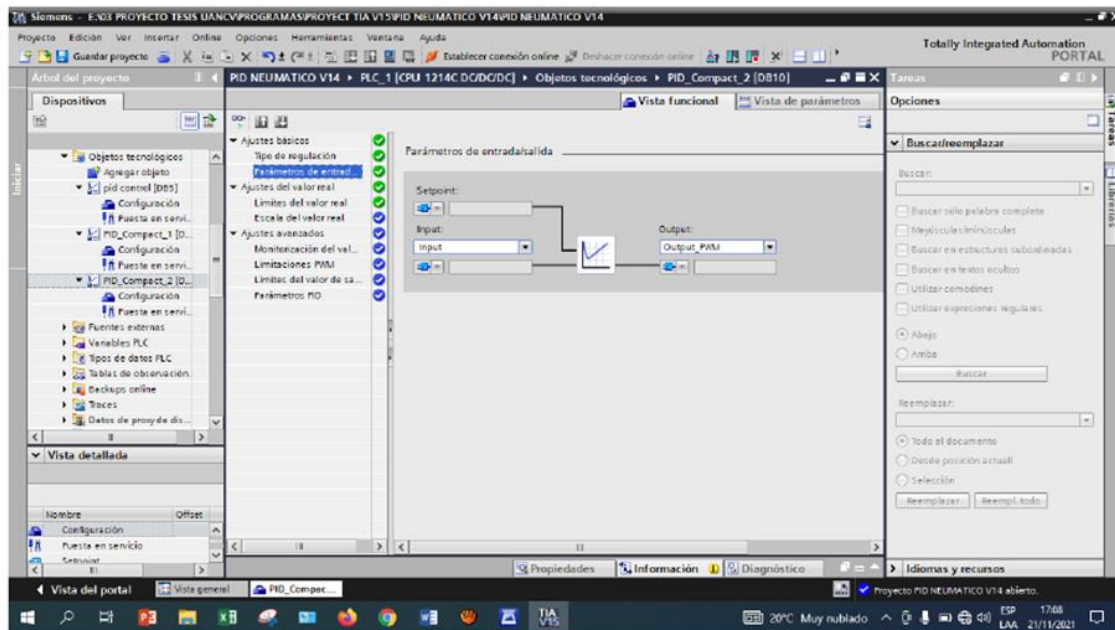 Siemens - E:\03 PROYECTO TESIS UANCV\PROGRAMAS\PROYECT TIA V15\PID NEUMATICO V14\PID NEUMATICO V14
Proyecto Edición Ver Insertar Online Opciones Herramientas Ventana Ayuda
Totally Integrated Automation
PORTAL
Guardar proyecto
Establecer conexión online
Deshacer conexión online
Árbol del proyecto
PID NEUMATICO V14 PLC_1 [CPU 1214C DC/DC/DC] Objetos tecnológicos PID_Compact_2 [DB10]
Tareas
Dispositivos
Vista funcional
Vista de parámetros
Opciones
Iniciar
Objetos tecnológicos
Agregar objeto
pid control [DB5]
Configuración
Puesta en servi...
PID_Compact_1 [D...
Configuración
Puesta en servi...
PID_Compact_2 [D...
Configuración
Puesta en servi...
Fuentes externas
Variables PLC
Tipos de datos PLC
Tablas de observación...
Backups online
Traces
Datos de proxy de dis...
Vista detallada
Nombre Offset
Configuración
Puesta en servicio
Setpoint
Ajustes básicos
Tipo de regulación
Parámetros de entrad...
Ajustes del valor real
Límites del valor real
Escala del valor real
Ajustes avanzados
Monitorización del val...
Limitaciones PWM
Límites del valor de sa...
Parámetros PID
Parámetros de entrada/salida
Setpoint:
Input:
Input
Output:
Output_PWM
Buscar/reemplazar
Buscar:
Buscar sólo palabra completa
Mayúsculas/minúsculas
Buscar en estructuras subordinadas
Buscar en textos ocultos
Utilizar comodines
Utilizar expresiones regulares
Abajo
Arriba
Buscar
Reemplazar:
Todo el documento
Desde posición actual
Selección
Reemplazar
Reempl. todo
Idiomas y recursos
Tareas
Librerías
Propiedades
Información
Diagnóstico
Vista del portal
Vista general
PID_Compac...
Proyecto PID NEUMATICO V14 abierto.
TIA
V15
20°C Muy nublado
ESP
LAA
17:08
21/11/2021